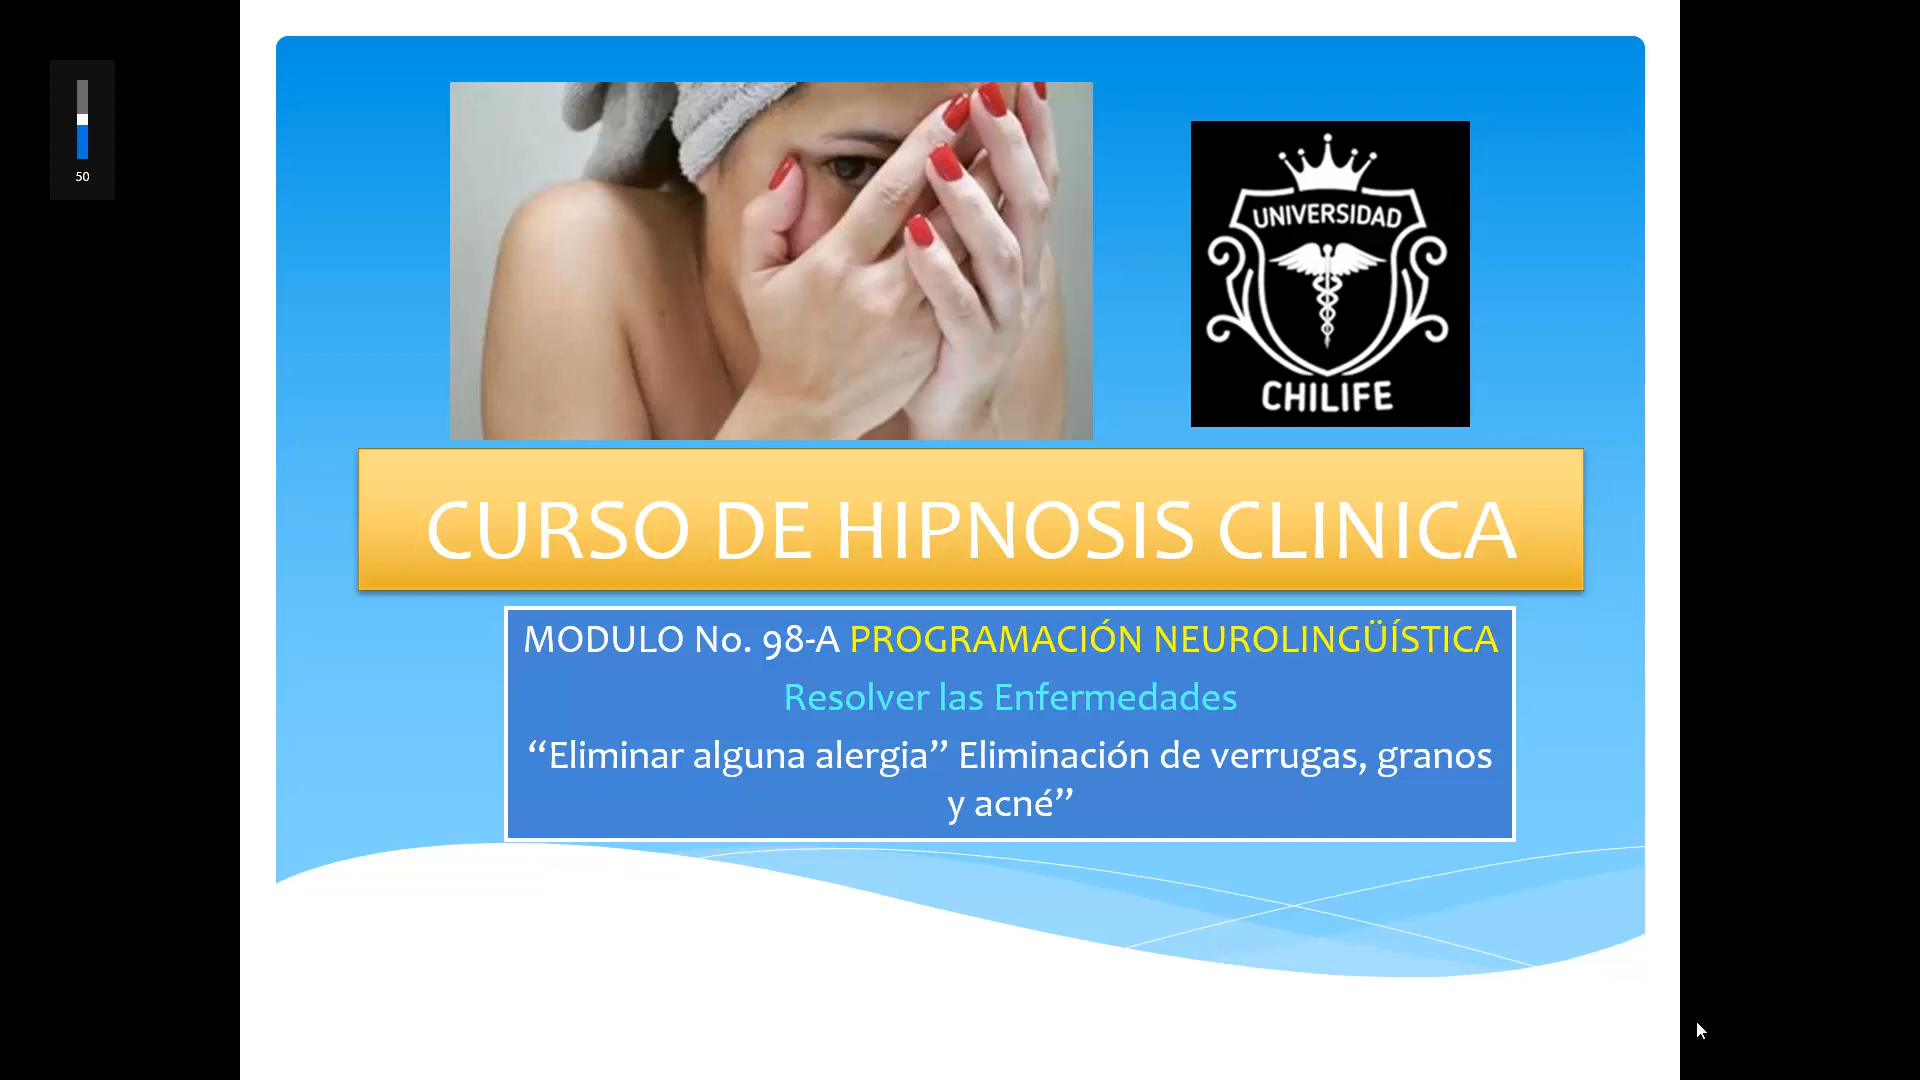 50
UNIVERSIDAD
CHILIFE
CURSO DE HIPNOSIS CLINICA
MODULO No. 98-A PROGRAMACIÓN NEUROLINGÜÍSTICA
Resolver las Enfermedades
“Eliminar alguna alergia” Eliminación de verrugas, granos
y acné”